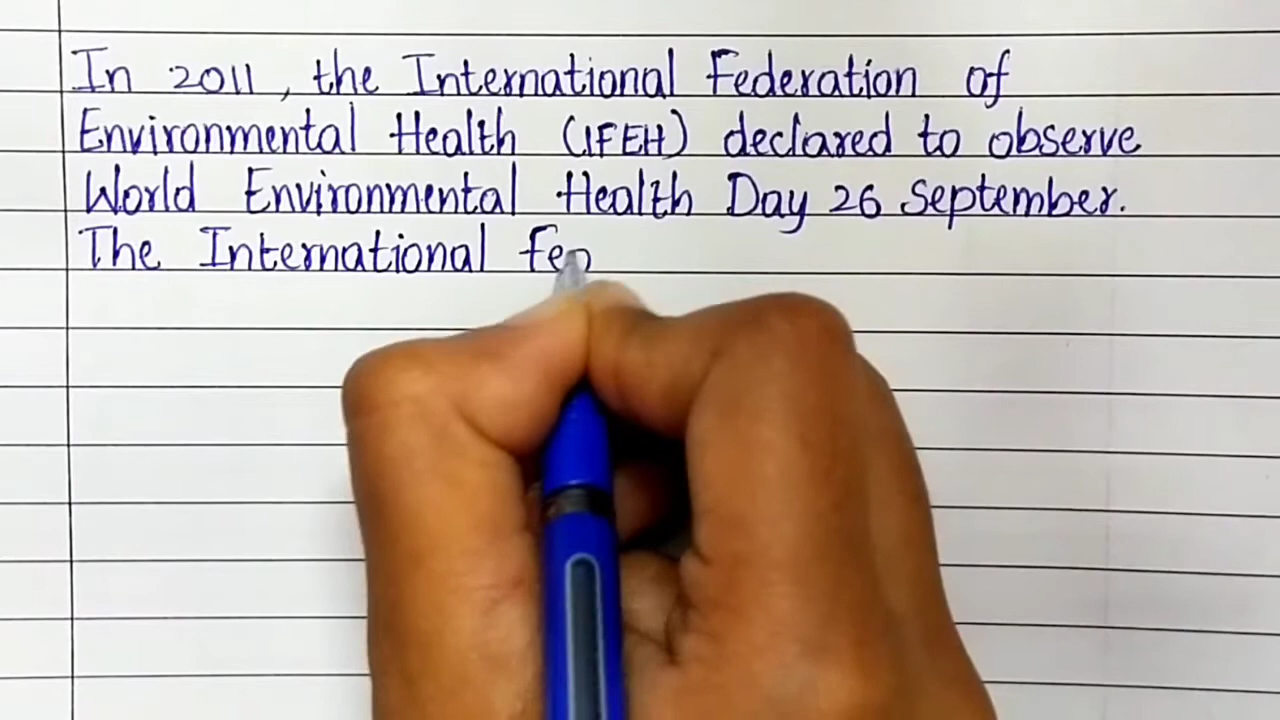 In 2011, the International Federation of
Environmental Health (IFEH) declared to observe
World Environmental Health Day 26 September.
The International